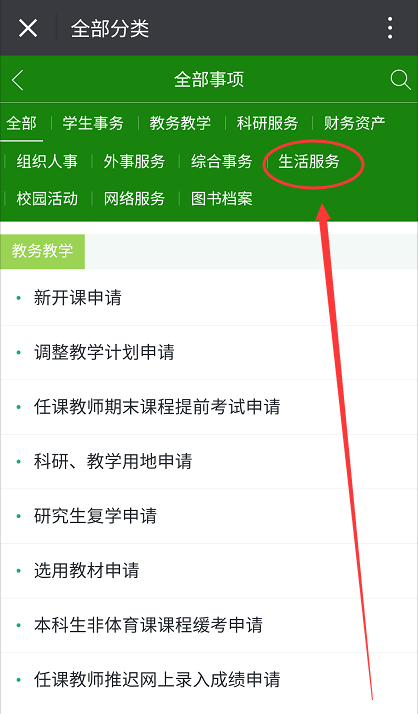 全部分类
全部事项
全部 学生事务 教务教学 科研服务 财务资产
组织人事 外事服务 综合事务 生活服务
校园活动 网络服务 图书档案
教务教学
新开课申请
调整教学计划申请
任课教师期末课程提前考试申请
科研、教学用地申请
研究生复学申请
选用教材申请
本科生非体育课课程缓考申请
任课教师推迟网上录入成绩申请